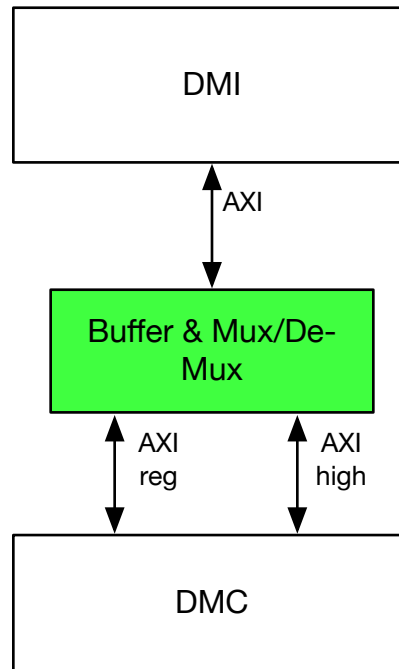 DMI
AXI
Buffer & Mux/De-
Mux
AXI
reg
AXI
high
DMC